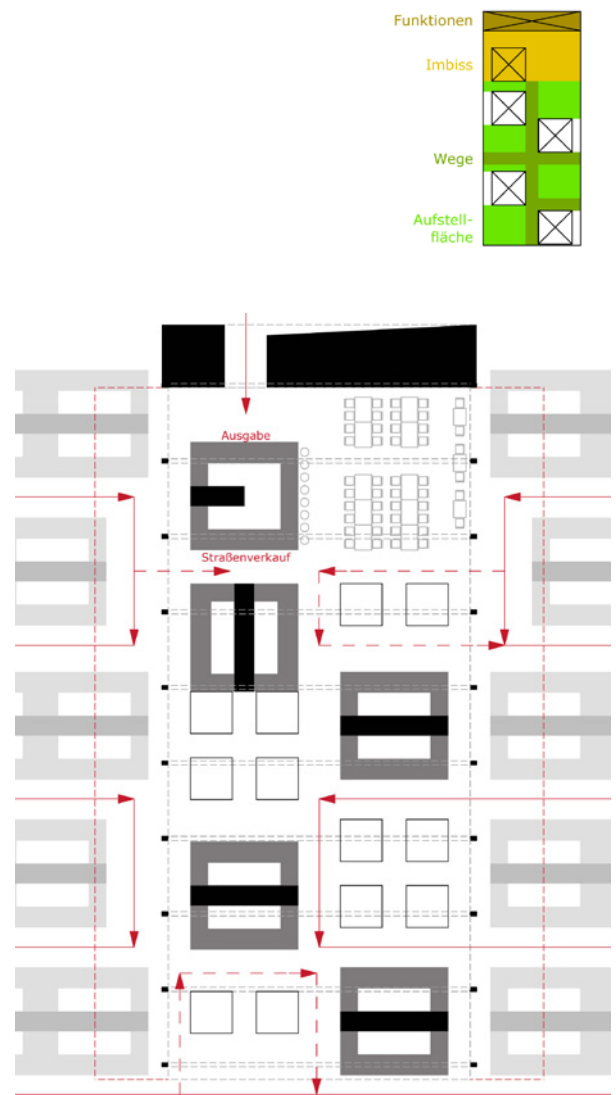 Funktionen
Imbiss
Wege
Aufstell-
fläche
Ausgabe
Straßenverkauf